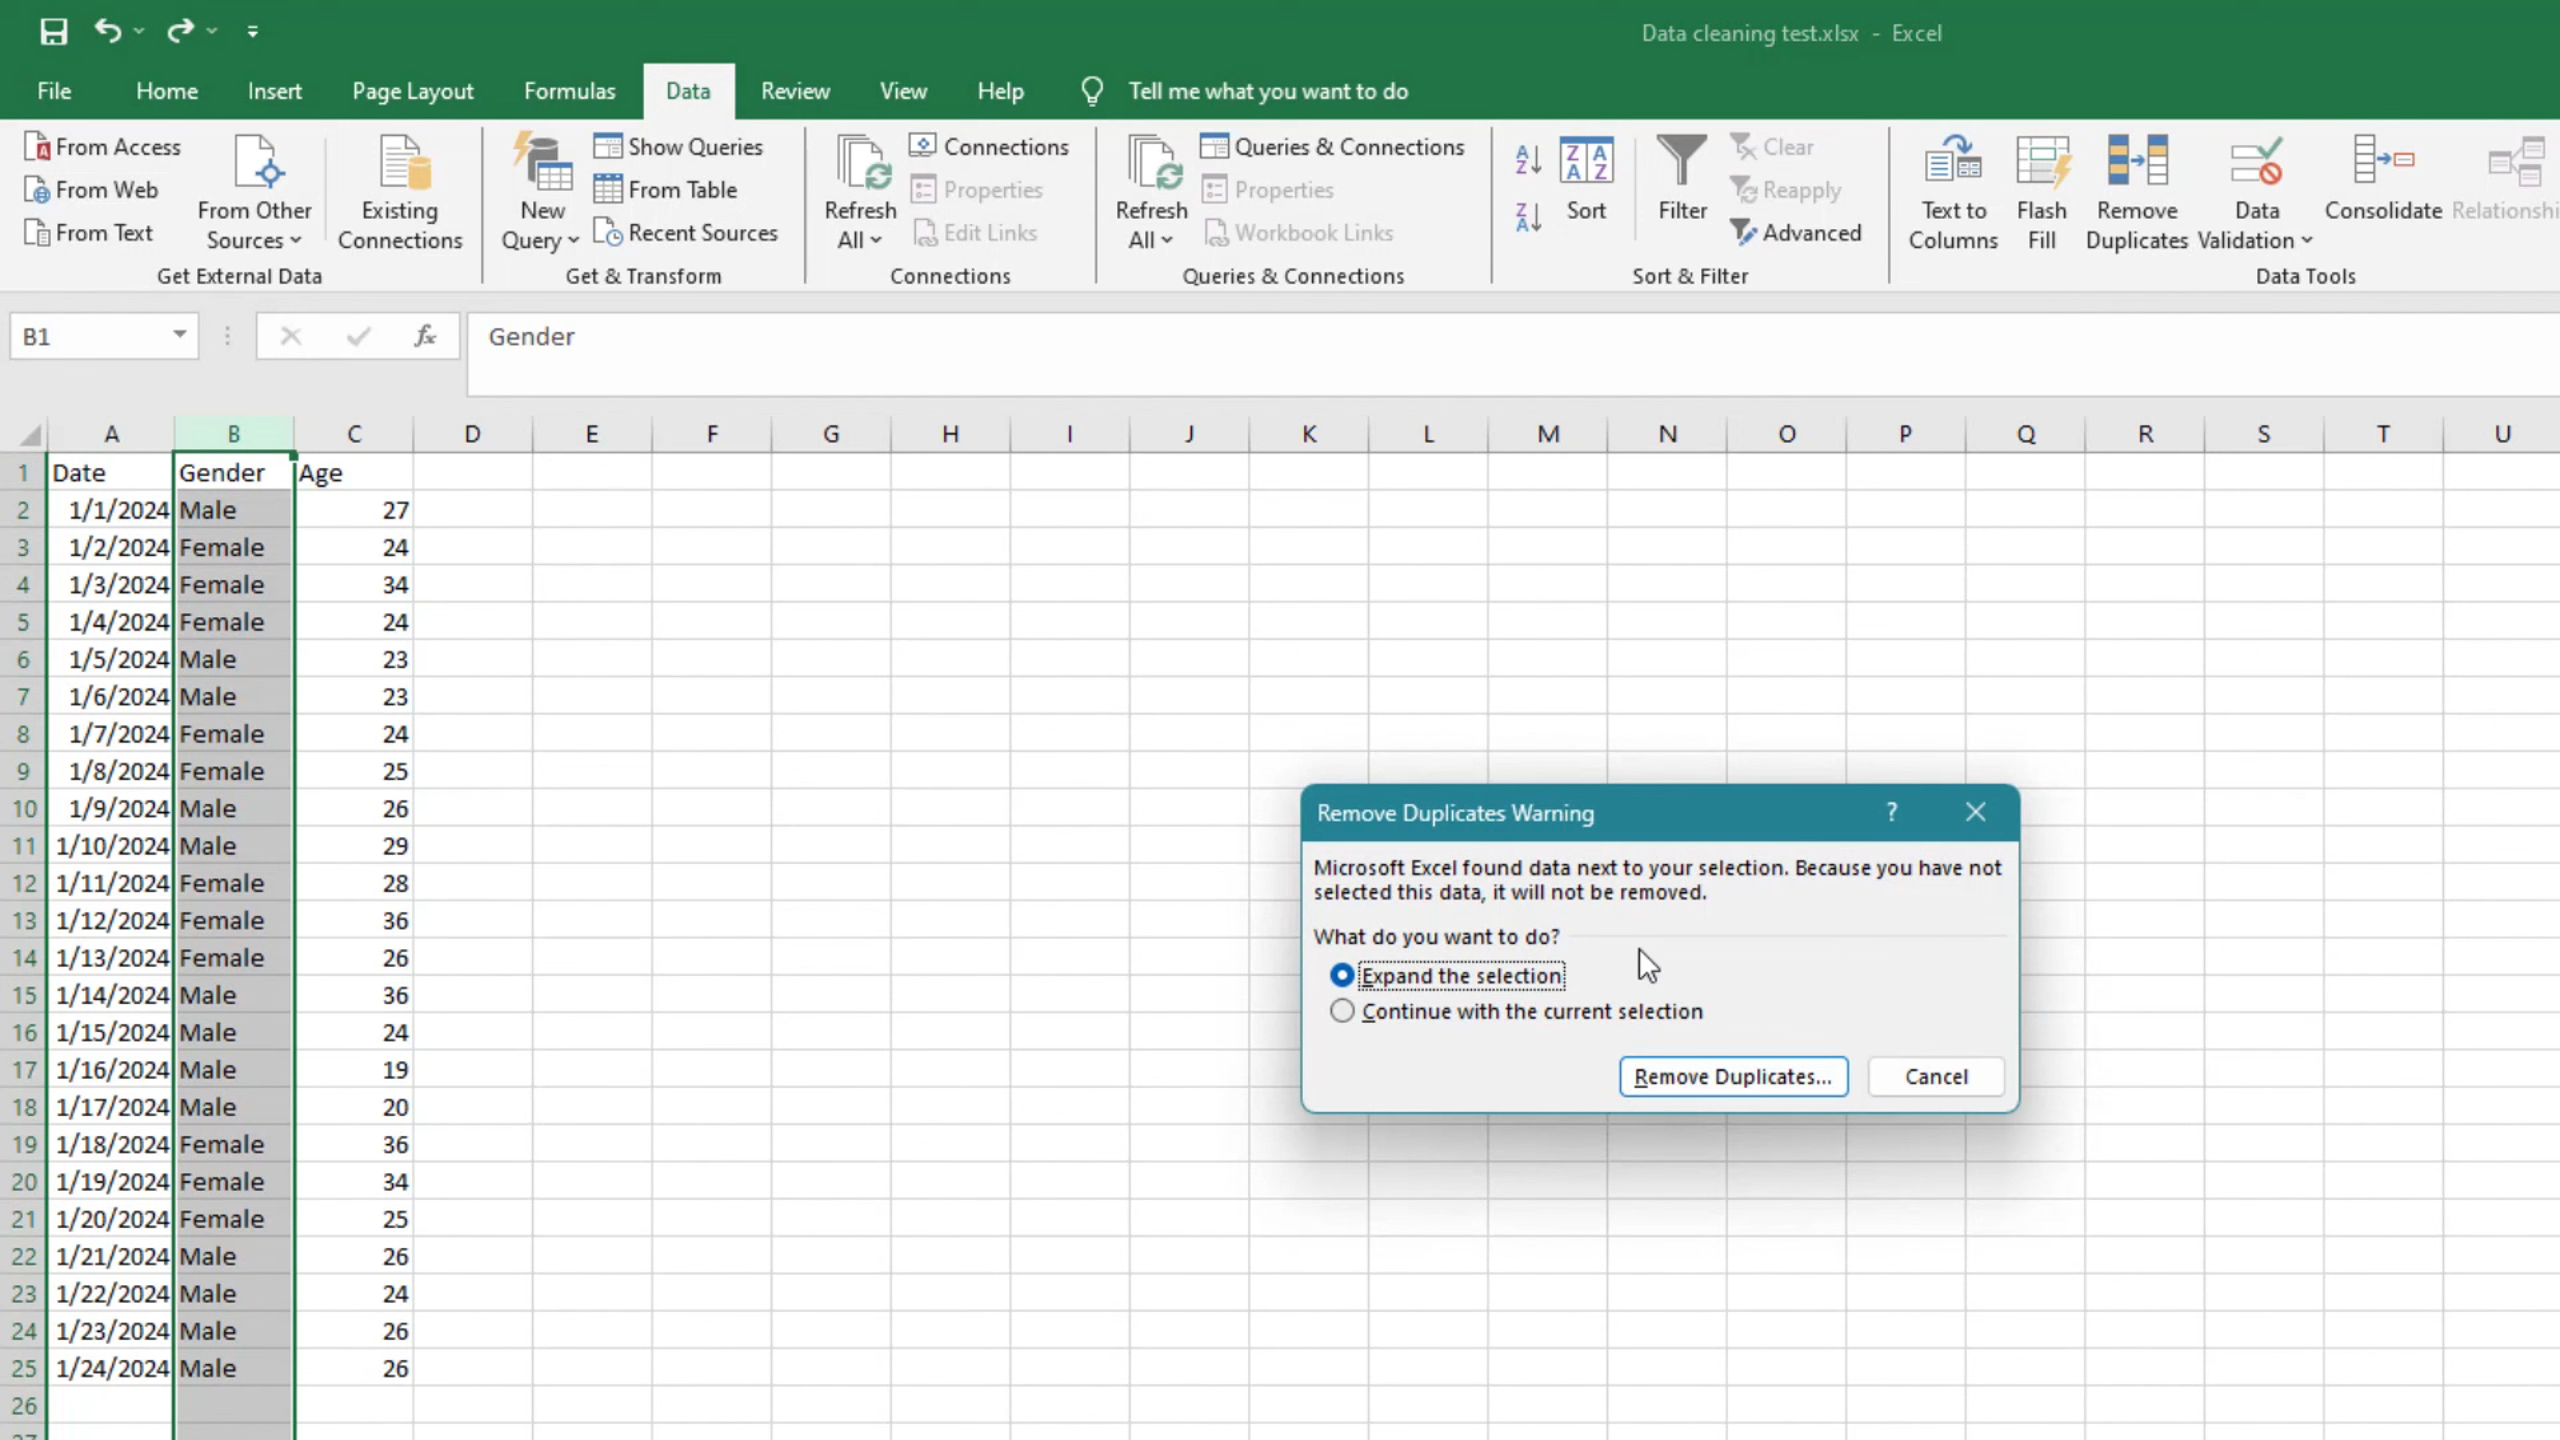 Data cleaning test.xlsx - Excel
File Home Insert Page Layout Formulas Data Review View Help Tell me what you want to do
From Access
From Web
From Text
From Other
Sources
Existing
Connections
Get External Data
New
Query
Show Queries
From Table
Recent Sources
Get & Transform
Refresh
All
Connections
Properties
Edit Links
Connections
Refresh
All
Queries & Connections
Properties
Workbook Links
Queries & Connections
Sort
Filter
Clear
Reapply
Advanced
Sort & Filter
Text to
Columns
Flash
Fill
Remove
Duplicates
Data
Validation
Consolidate
Relationshi
Data Tools
B1 fx Gender
A B C D E F G H I J K L M N O P Q R S T U
1 Date Gender Age
2 1/1/2024 Male 27
3 1/2/2024 Female 24
4 1/3/2024 Female 34
5 1/4/2024 Female 24
6 1/5/2024 Male 23
7 1/6/2024 Male 23
8 1/7/2024 Female 24
9 1/8/2024 Female 25
10 1/9/2024 Male 26
11 1/10/2024 Male 29
12 1/11/2024 Female 28
13 1/12/2024 Female 36
14 1/13/2024 Female 26
15 1/14/2024 Male 36
16 1/15/2024 Male 24
17 1/16/2024 Male 19
18 1/17/2024 Male 20
19 1/18/2024 Female 36
20 1/19/2024 Female 34
21 1/20/2024 Female 25
22 1/21/2024 Male 26
23 1/22/2024 Male 24
24 1/23/2024 Male 26
25 1/24/2024 Male 26
26
Remove Duplicates Warning ?
Microsoft Excel found data next to your selection. Because you have not
selected this data, it will not be removed.
What do you want to do?
Expand the selection
Continue with the current selection
Remove Duplicates... Cancel